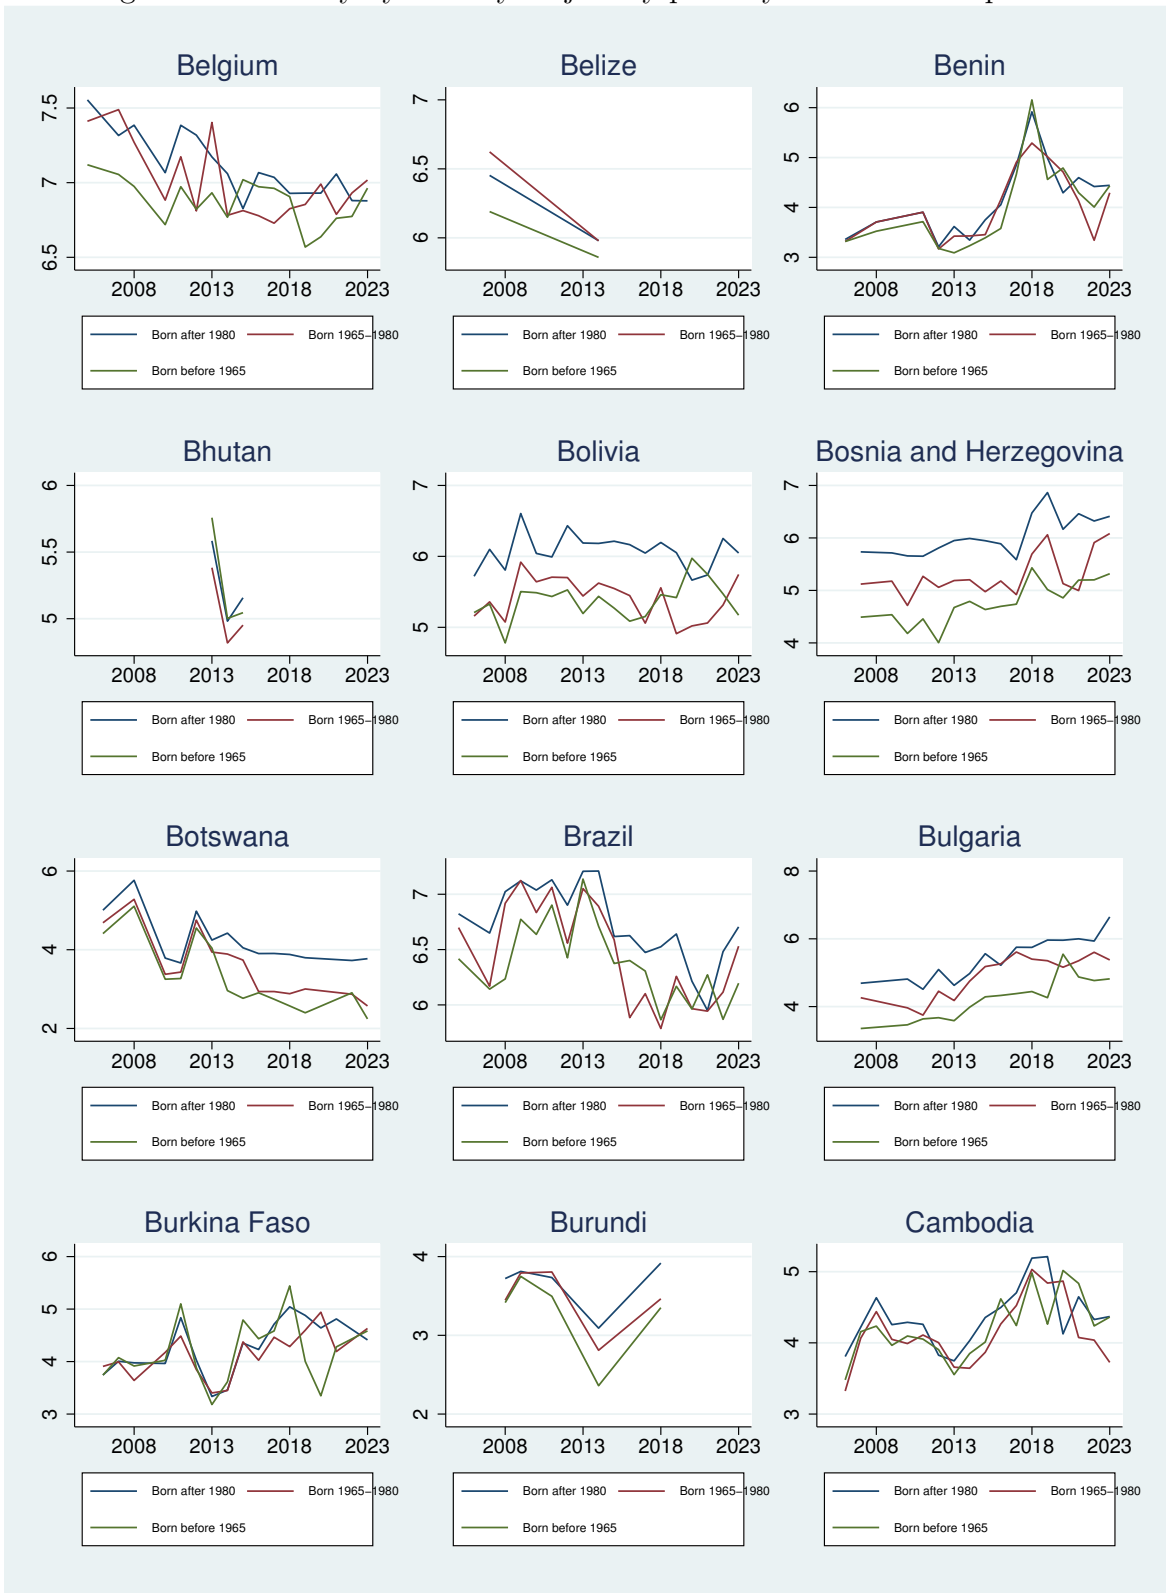 Belgium Belize Benin
7.5 7 6
7 6.5 5
6.5 6 4
3
2008 2013 2018 2023 2008 2013 2018 2023 2008 2013 2018 2023
Born after 1980 Born 1965–1980 Born after 1980 Born 1965–1980 Born after 1980 Born 1965–1980
Born before 1965 Born before 1965 Born before 1965
Bhutan Bolivia Bosnia and Herzegovina
6 7 7
5.5 6 6
5 5 5
4
2008 2013 2018 2023 2008 2013 2018 2023 2008 2013 2018 2023
Born after 1980 Born 1965–1980 Born after 1980 Born 1965–1980 Born after 1980 Born 1965–1980
Born before 1965 Born before 1965 Born before 1965
Botswana Brazil Bulgaria
6 7 8
4 6.5 6
2 6 4
2008 2013 2018 2023 2008 2013 2018 2023 2008 2013 2018 2023
Born after 1980 Born 1965–1980 Born after 1980 Born 1965–1980 Born after 1980 Born 1965–1980
Born before 1965 Born before 1965 Born before 1965
Burkina Faso Burundi Cambodia
6 4 5
5 3 4
4 2 3
3
2008 2013 2018 2023 2008 2013 2018 2023 2008 2013 2018 2023
Born after 1980 Born 1965–1980 Born after 1980 Born 1965–1980 Born after 1980 Born 1965–1980
Born before 1965 Born before 1965 Born before 1965